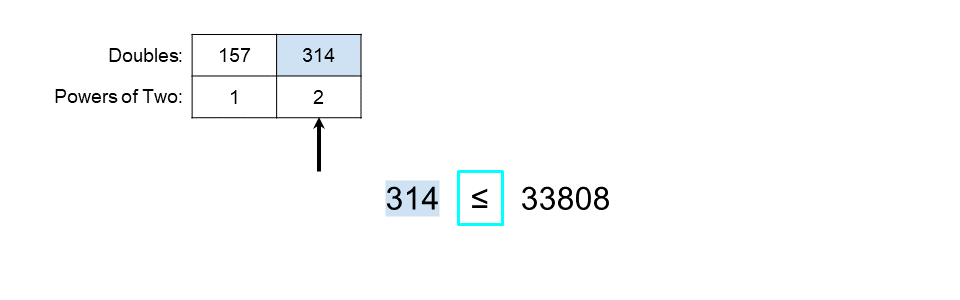 Doubles: 157 314
Powers of Two: 1 2
314 ≤ 33808